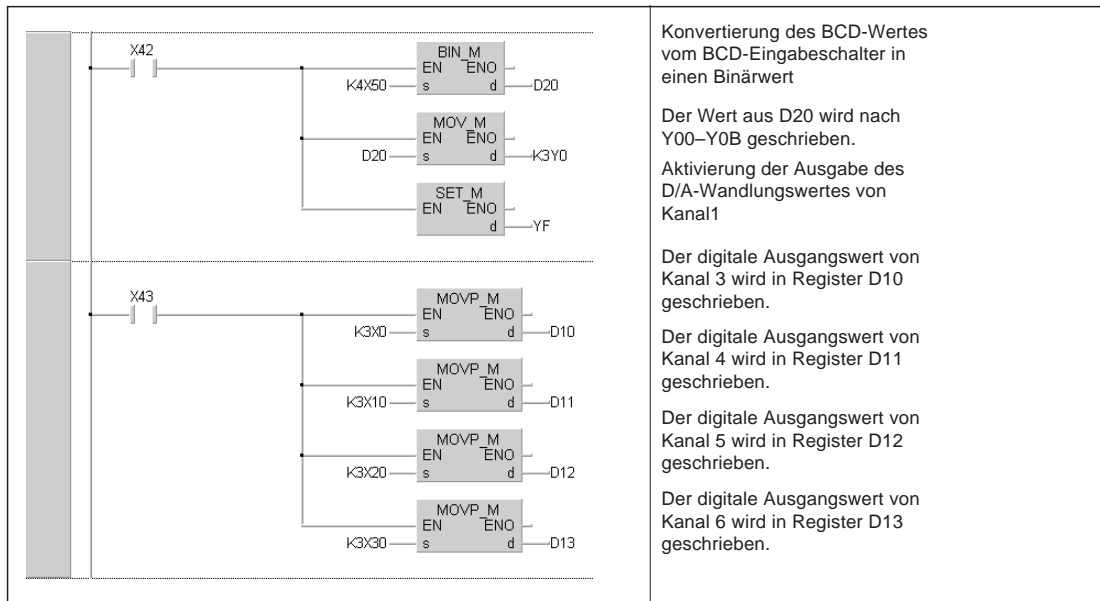 X42
BIN_M
EN ENO
K4X50 s d D20
MOV_M
EN ENO
D20 s d K3Y0
SET_M
EN ENO
d YF
X43
MOVP_M
EN ENO
K3X0 s d D10
MOVP_M
EN ENO
K3X10 s d D11
MOVP_M
EN ENO
K3X20 s d D12
MOVP_M
EN ENO
K3X30 s d D13
Konvertierung des BCD-Wertes
vom BCD-Eingabeschalter in
einen Binärwert
Der Wert aus D20 wird nach
Y00–Y0B geschrieben.
Aktivierung der Ausgabe des
D/A-Wandlungswertes von
Kanal1
Der digitale Ausgangswert von
Kanal 3 wird in Register D10
geschrieben.
Der digitale Ausgangswert von
Kanal 4 wird in Register D11
geschrieben.
Der digitale Ausgangswert von
Kanal 5 wird in Register D12
geschrieben.
Der digitale Ausgangswert von
Kanal 6 wird in Register D13
geschrieben.